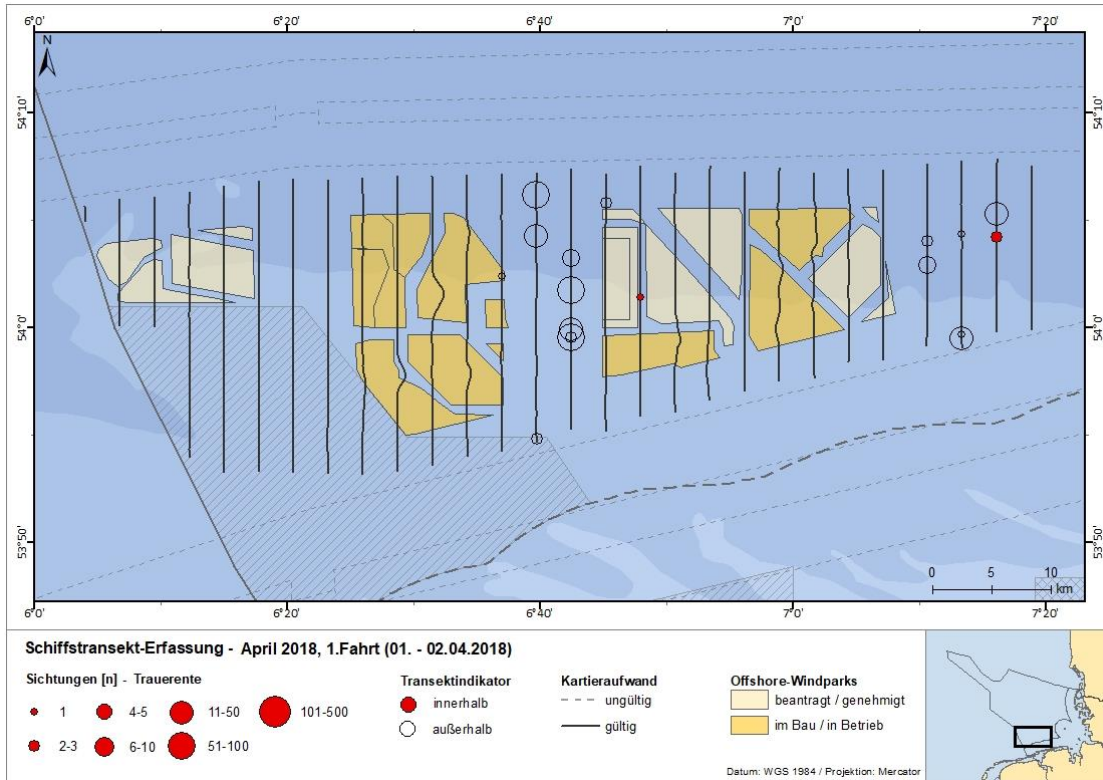 6°0' 6°20' 6°40' 7°0' 7°20'
N
54°10' 54°10'
54°0' 54°0'
53°50' 53°50'
0 5 10
km
6°0' 6°20' 6°40' 7°0' 7°20'
Schiffstransekt-Erfassung - April 2018, 1.Fahrt (01. - 02.04.2018)
Sichtungen [n] - Trauerente
1 4-5 11-50 101-500
2-3 6-10 51-100
Transektindikator
innerhalb
außerhalb
Kartieraufwand
ungültig
gültig
Offshore-Windparks
beantragt / genehmigt
im Bau / in Betrieb
Datum: WGS 1984 / Projektion: Mercator